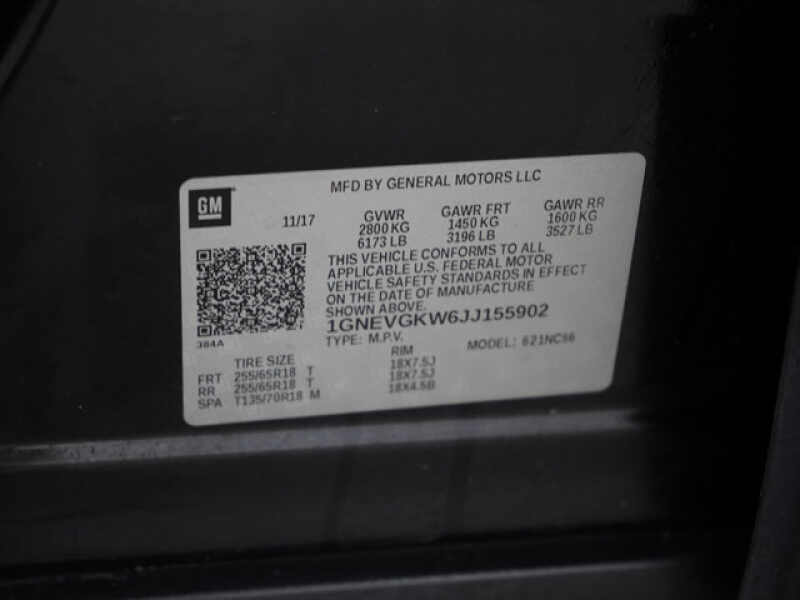 GM
MFD BY GENERAL MOTORS LLC
11/17
GVWR GAWR FRT GAWR RR
2800 KG 1450 KG 1600 KG
6173 LB 3196 LB 3527 LB
THIS VEHICLE CONFORMS TO ALL
APPLICABLE U.S. FEDERAL MOTOR
VEHICLE SAFETY STANDARDS IN EFFECT
ON THE DATE OF MANUFACTURE
SHOWN ABOVE.
1GNEVGKW6JJ155902
384A
TYPE: M.P.V. MODEL: 621NC56
TIRE SIZE RIM
FRT 255/65R18 T 18X7.5J
RR 255/65R18 T 18X7.5J
SPA T135/70R18 M 18X4.5B